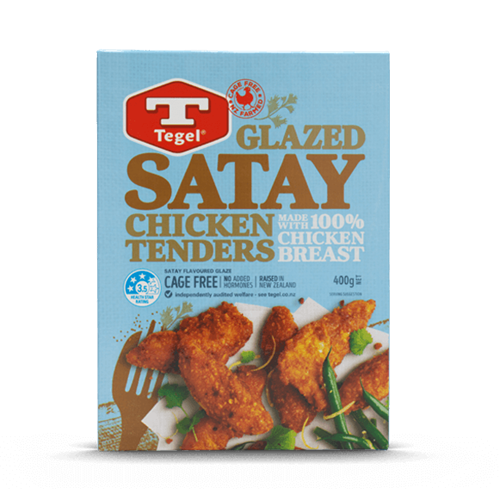 CAGE FREE
NZ FARMED
T
Tegel®
GLAZED
SATAY
CHICKEN
TENDERS
MADE
WITH 100%
CHICKEN
BREAST
SATAY FLAVOURED GLAZE
CAGE FREE
NO ADDED
HORMONES
RAISED IN
NEW ZEALAND
independently audited welfare - see tegel.co.nz
400g NET
3.5
HEALTH STAR
RATING